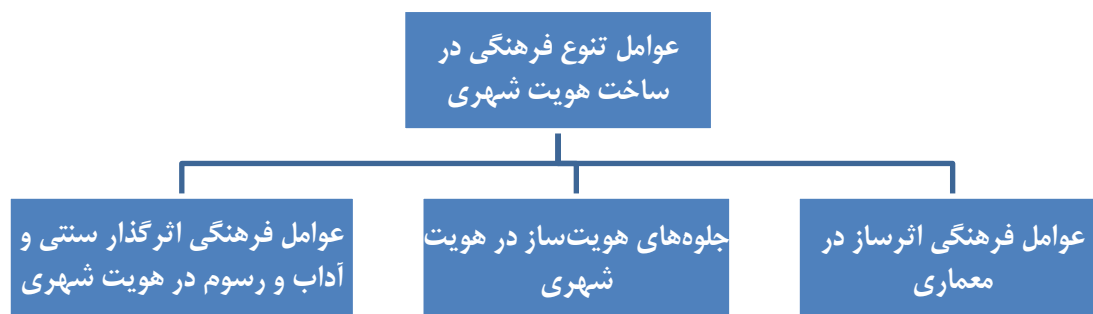 عوامل تنوع فرهنگی در
ساخت هویت شهری
عوامل فرهنگی اثرساز در
معماری
جلوه‌های هویت‌ساز در هویت
شهری
عوامل فرهنگی اثرگذار سنتی و
آداب و رسوم در هویت شهری